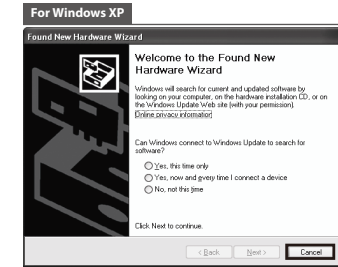 For Windows XP
Found New Hardware Wizard
Welcome to the Found New
Hardware Wizard
Windows will search for current and updated software by
looking on your computer, on the hardware installation CD, or on
the Windows Update Web site (with your permission).
Online privacy information
Can Windows connect to Windows Update to search for
software?
Yes, this time only
Yes, now and every time I connect a device
No, not this time
Click Next to continue.
< Back
Next >
Cancel